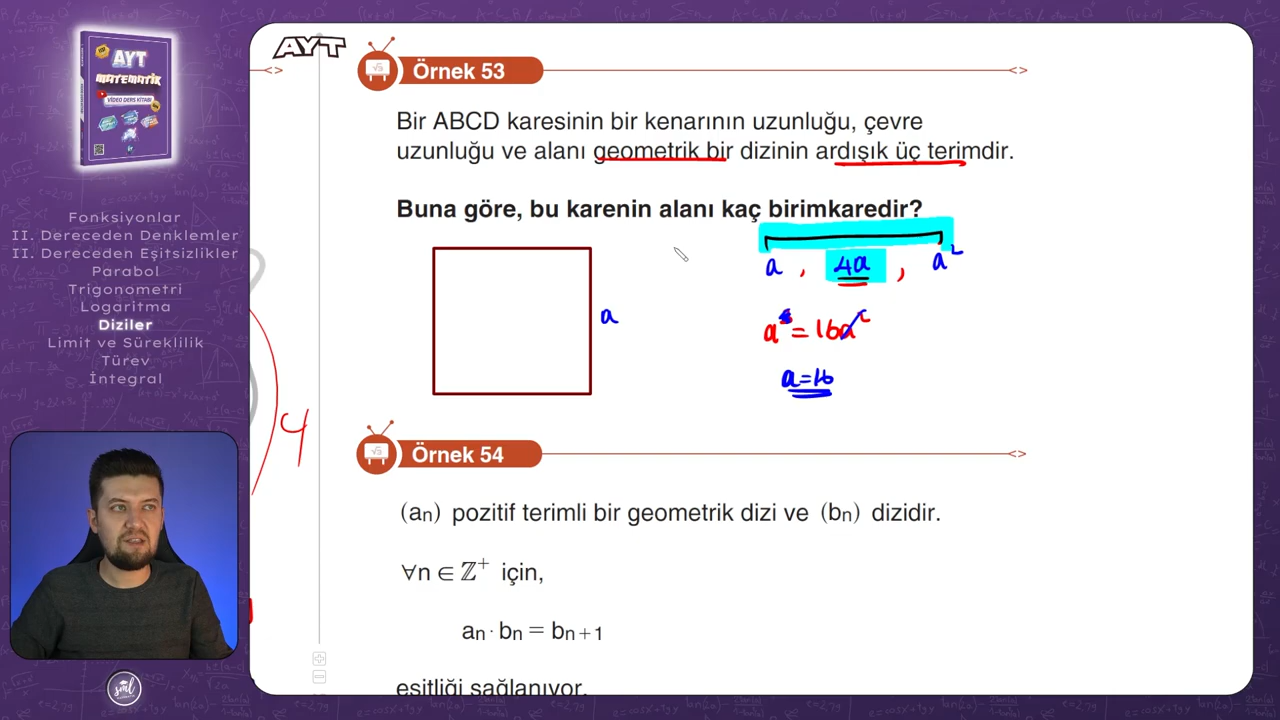 AYT
MATEMATİK
VİDEO DERS KİTABI
Fonksiyonlar
II. Dereceden Denklemler
II. Dereceden Eşitsizlikler
Parabol
Trigonometri
Logaritma
Diziler
Limit ve Süreklilik
Türev
İntegral
sml
AYT
Örnek 53
Bir ABCD karesinin bir kenarının uzunluğu, çevre
uzunluğu ve alanı geometrik bir dizinin ardışık üç terimdir.
Buna göre, bu karenin alanı kaç birimkaredir?
a , 4a , a²
a
= 16a²
a=16
4
Örnek 54
(aₙ) pozitif terimli bir geometrik dizi ve (bₙ) dizidir.
∀n ∈ ℤ⁺ için,
aₙ · bₙ = bₙ₊₁
eşitliği sağlanıyor.